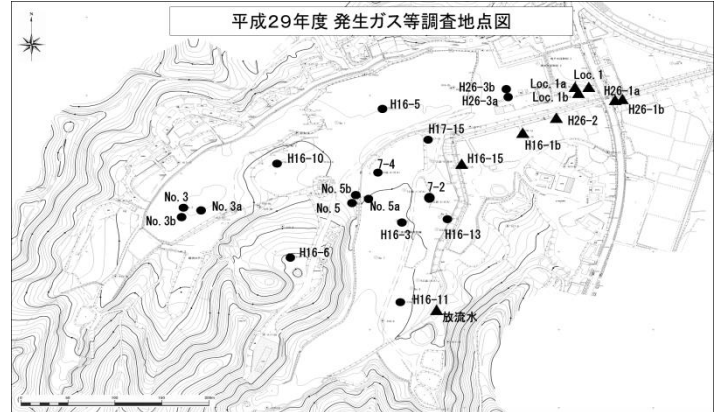 平成29年度 発生ガス等調査地点図
Loc. 1
Loc. 1a
H26-3b
H26-1a
H26-3a
Loc. 1b
H26-1b
H16-5
H26-2
H17-15
H16-1b
H16-10
7-4
H16-15
No. 5b
7-2
No. 3
No. 3a
No. 5
No. 5a
No. 3b
H16-3
H16-13
H16-6
H16-11
放流水